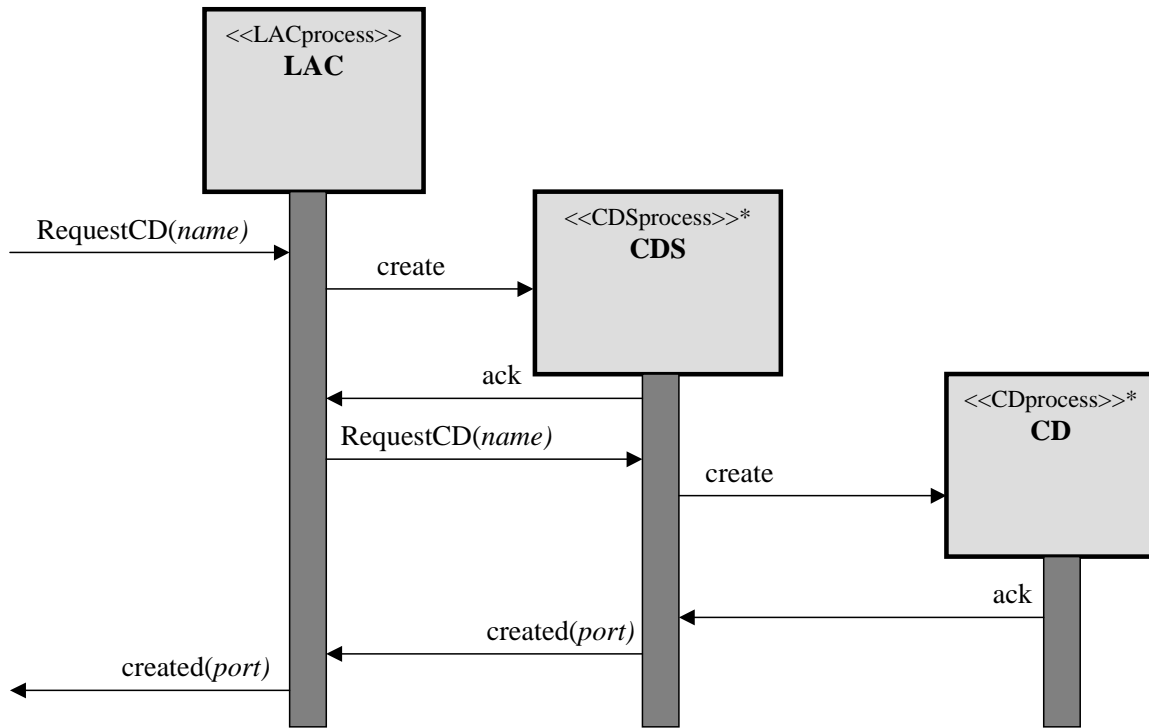 <<LACprocess>>
LAC
RequestCD(name)
create
<<CDSprocess>>*
CDS
ack
RequestCD(name)
create
<<CDprocess>>*
CD
ack
created(port)
created(port)